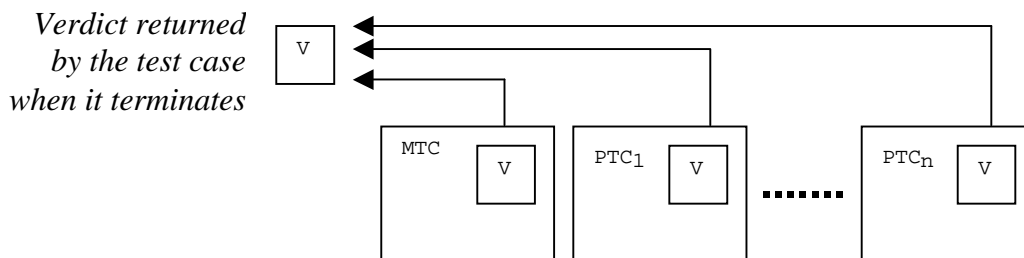 Verdict returned
by the test case
when it terminates
V
MTC
V
PTC1
V
PTCn
V